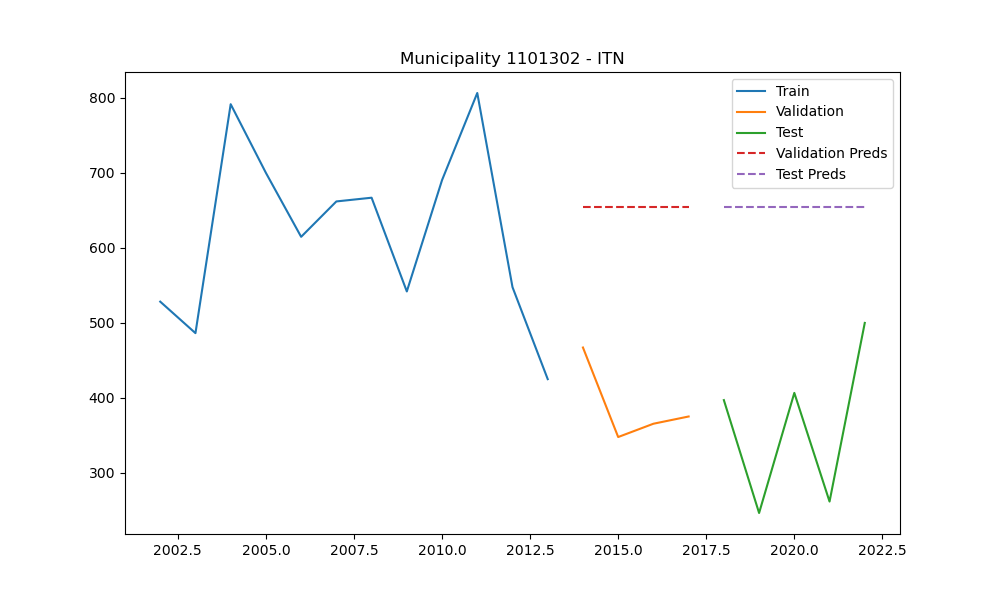 Municipality 1101302 - ITN
Train
Validation
Test
Validation Preds
Test Preds
800
700
600
500
400
300
2002.5 2005.0 2007.5 2010.0 2012.5 2015.0 2017.5 2020.0 2022.5